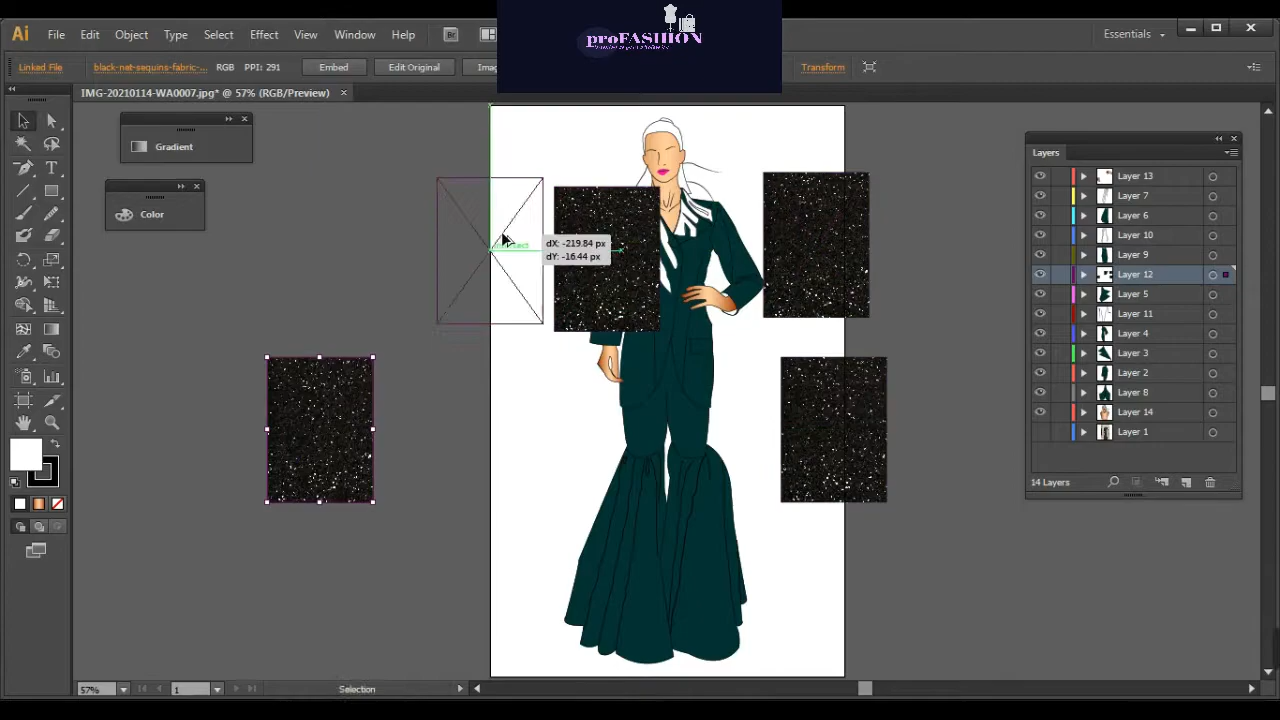 proFASHION
Ai File Edit Object Type Select Effect View Window Help Br Essentials
Linked File black-net-sequins-fabric-... RGB PPI: 291 Embed Edit Original Transform
IMG-20210114-WA0007.jpg* @ 57% (RGB/Preview)
Gradient
Color
dX: -219.84 px
dY: -16.44 px
Layers
Layer 13
Layer 7
Layer 6
Layer 10
Layer 9
Layer 12
Layer 5
Layer 11
Layer 4
Layer 3
Layer 2
Layer 8
Layer 14
Layer 1
14 Layers
57% 1 Selection